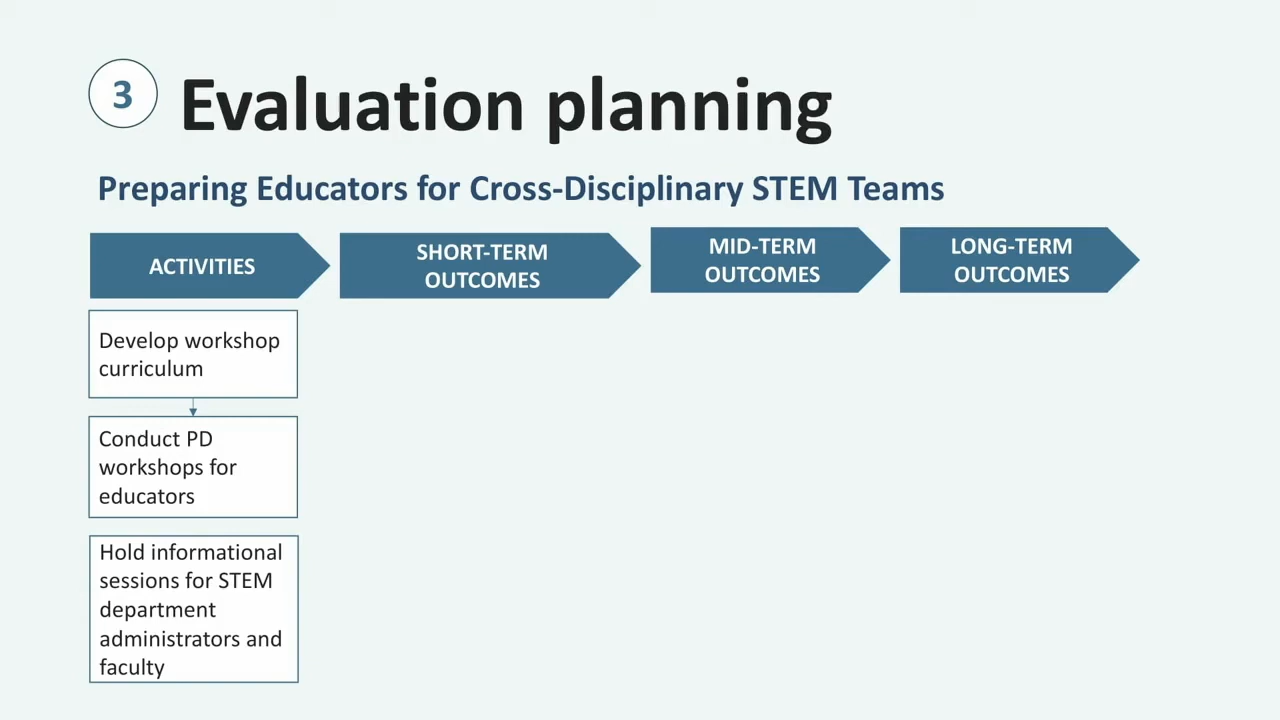 3
Evaluation planning
Preparing Educators for Cross-Disciplinary STEM Teams
ACTIVITIES
SHORT-TERM
OUTCOMES
MID-TERM
OUTCOMES
LONG-TERM
OUTCOMES
Develop workshop
curriculum
Conduct PD
workshops for
educators
Hold informational
sessions for STEM
department
administrators and
faculty